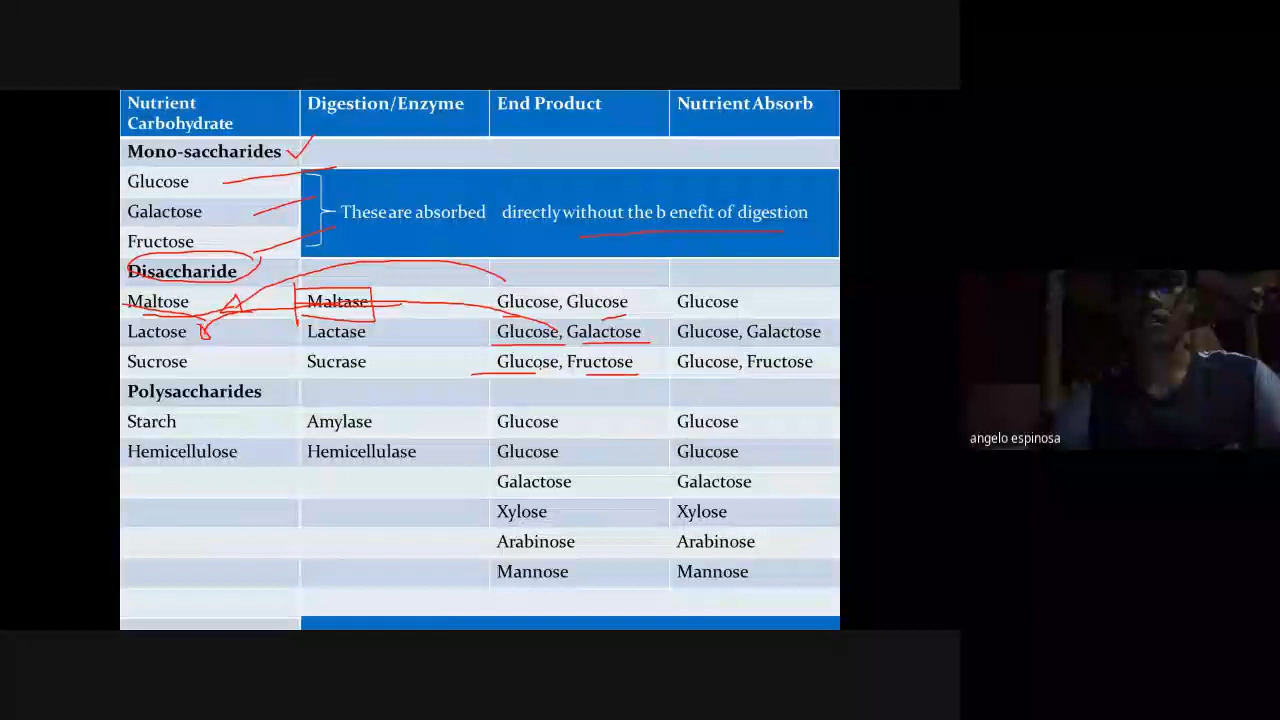 Nutrient Carbohydrate Digestion/Enzyme End Product Nutrient Absorb
Mono-saccharides
Glucose
Galactose
Fructose
These are absorbed directly without the b enefit of digestion
Disaccharide
Maltose Maltase Glucose, Glucose Glucose
Lactose Lactase Glucose, Galactose Glucose, Galactose
Sucrose Sucrase Glucose, Fructose Glucose, Fructose
Polysaccharides
Starch Amylase Glucose Glucose
Hemicellulose Hemicellulase Glucose Glucose
Galactose Galactose
Xylose Xylose
Arabinose Arabinose
Mannose Mannose
angelo espinosa